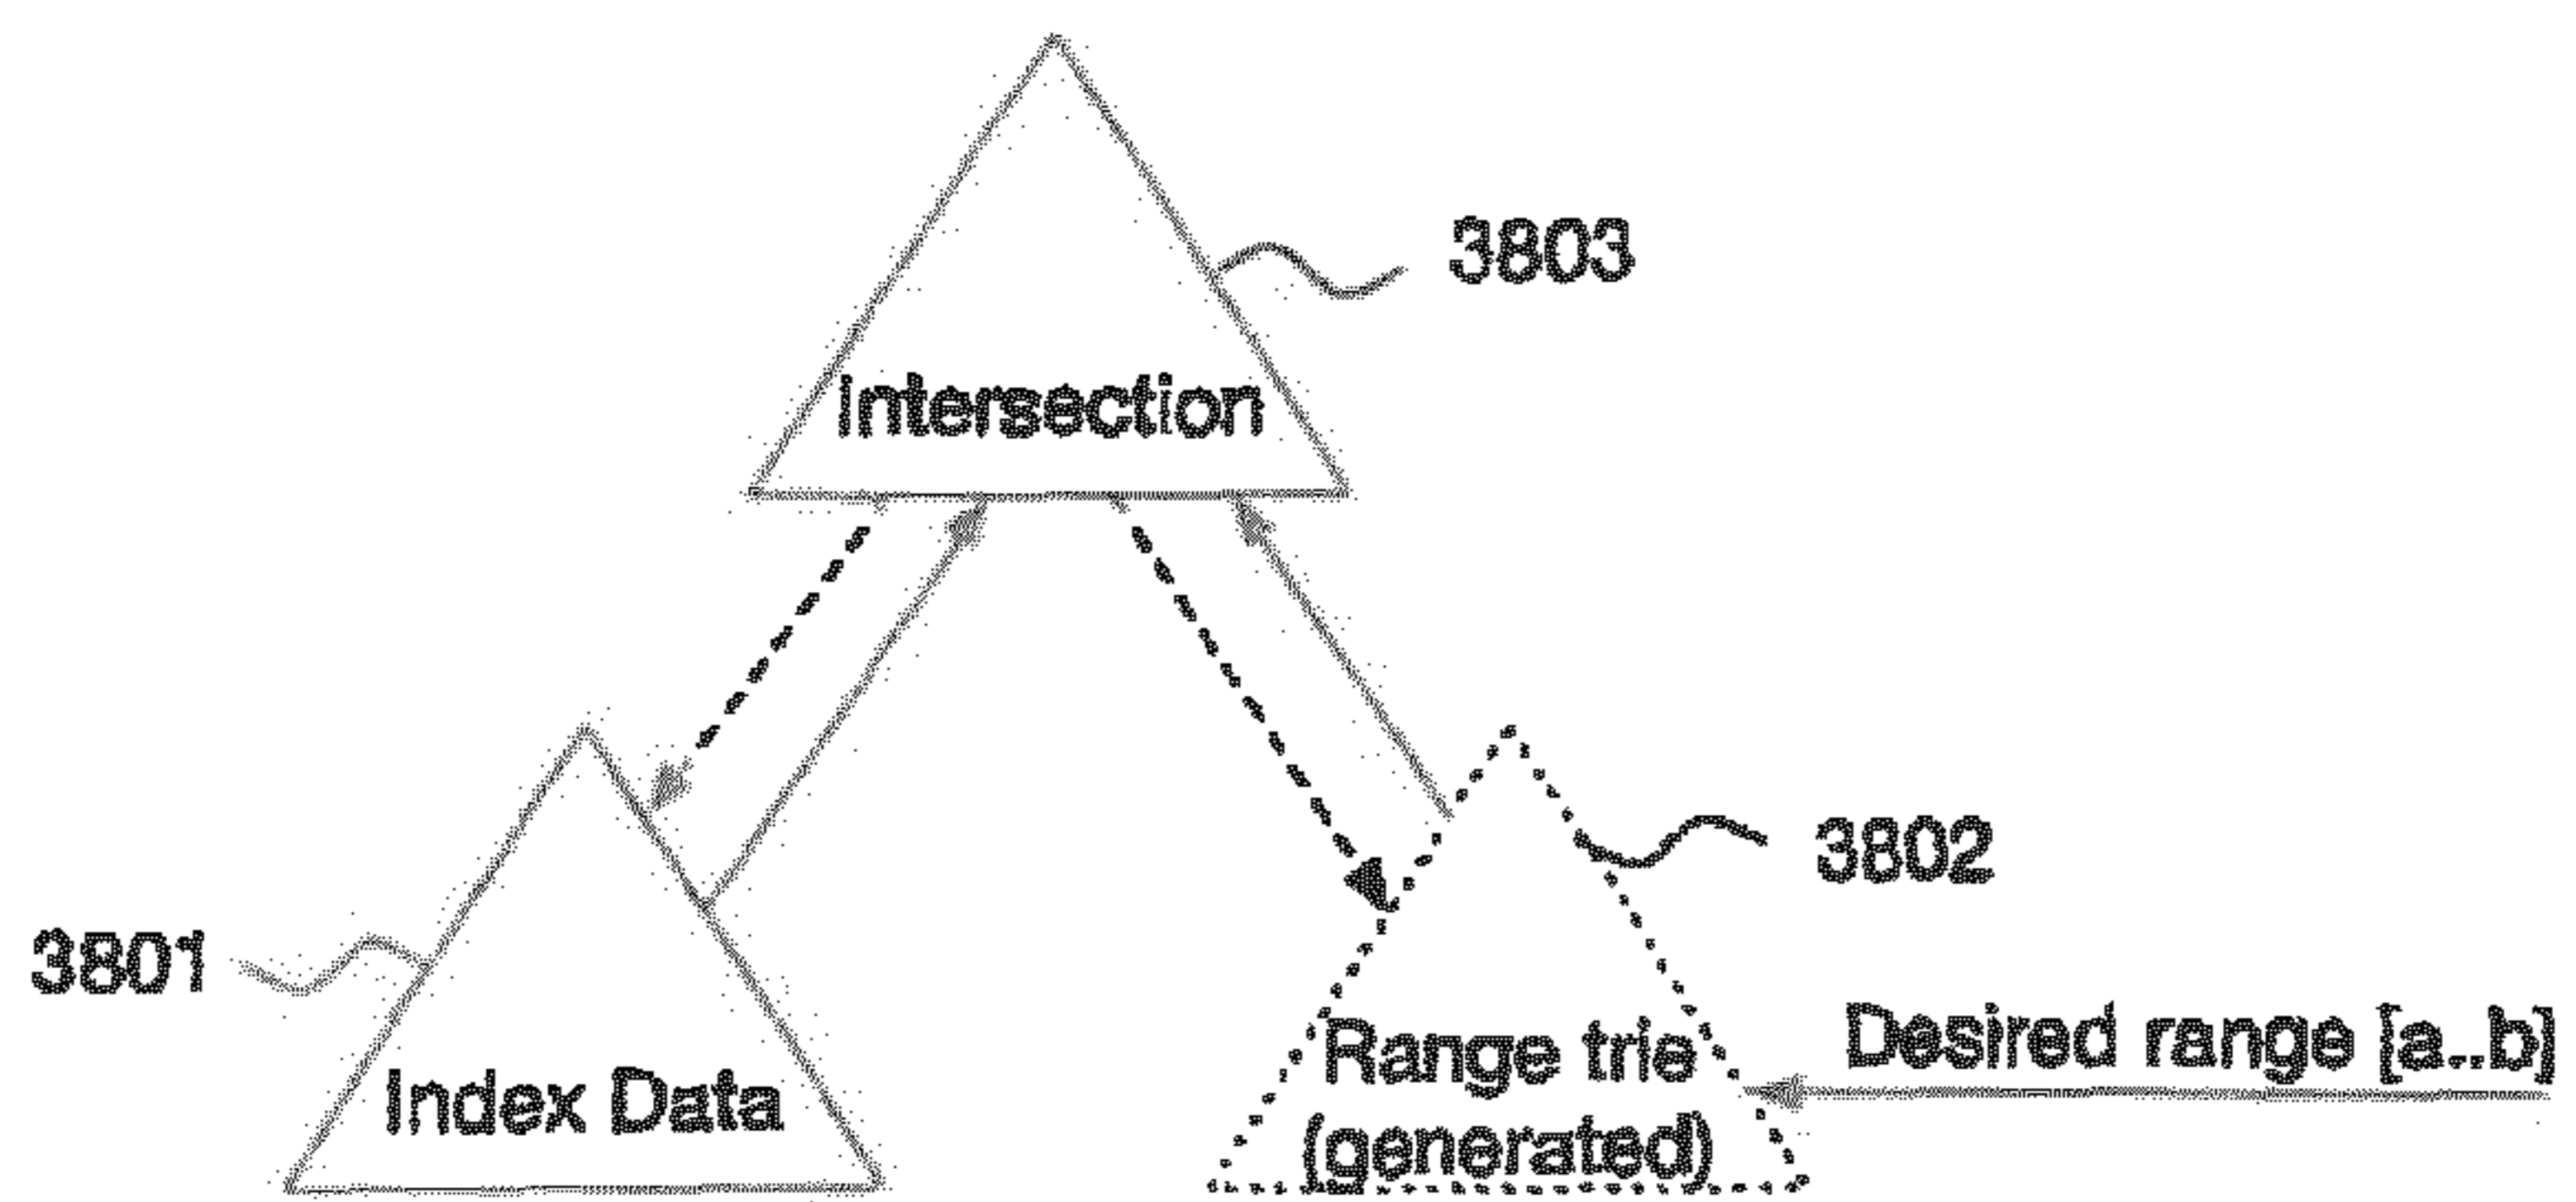 3803
Intersection
3802
3801
Desired range [a..b]
Range trie
(generated)
Index Data